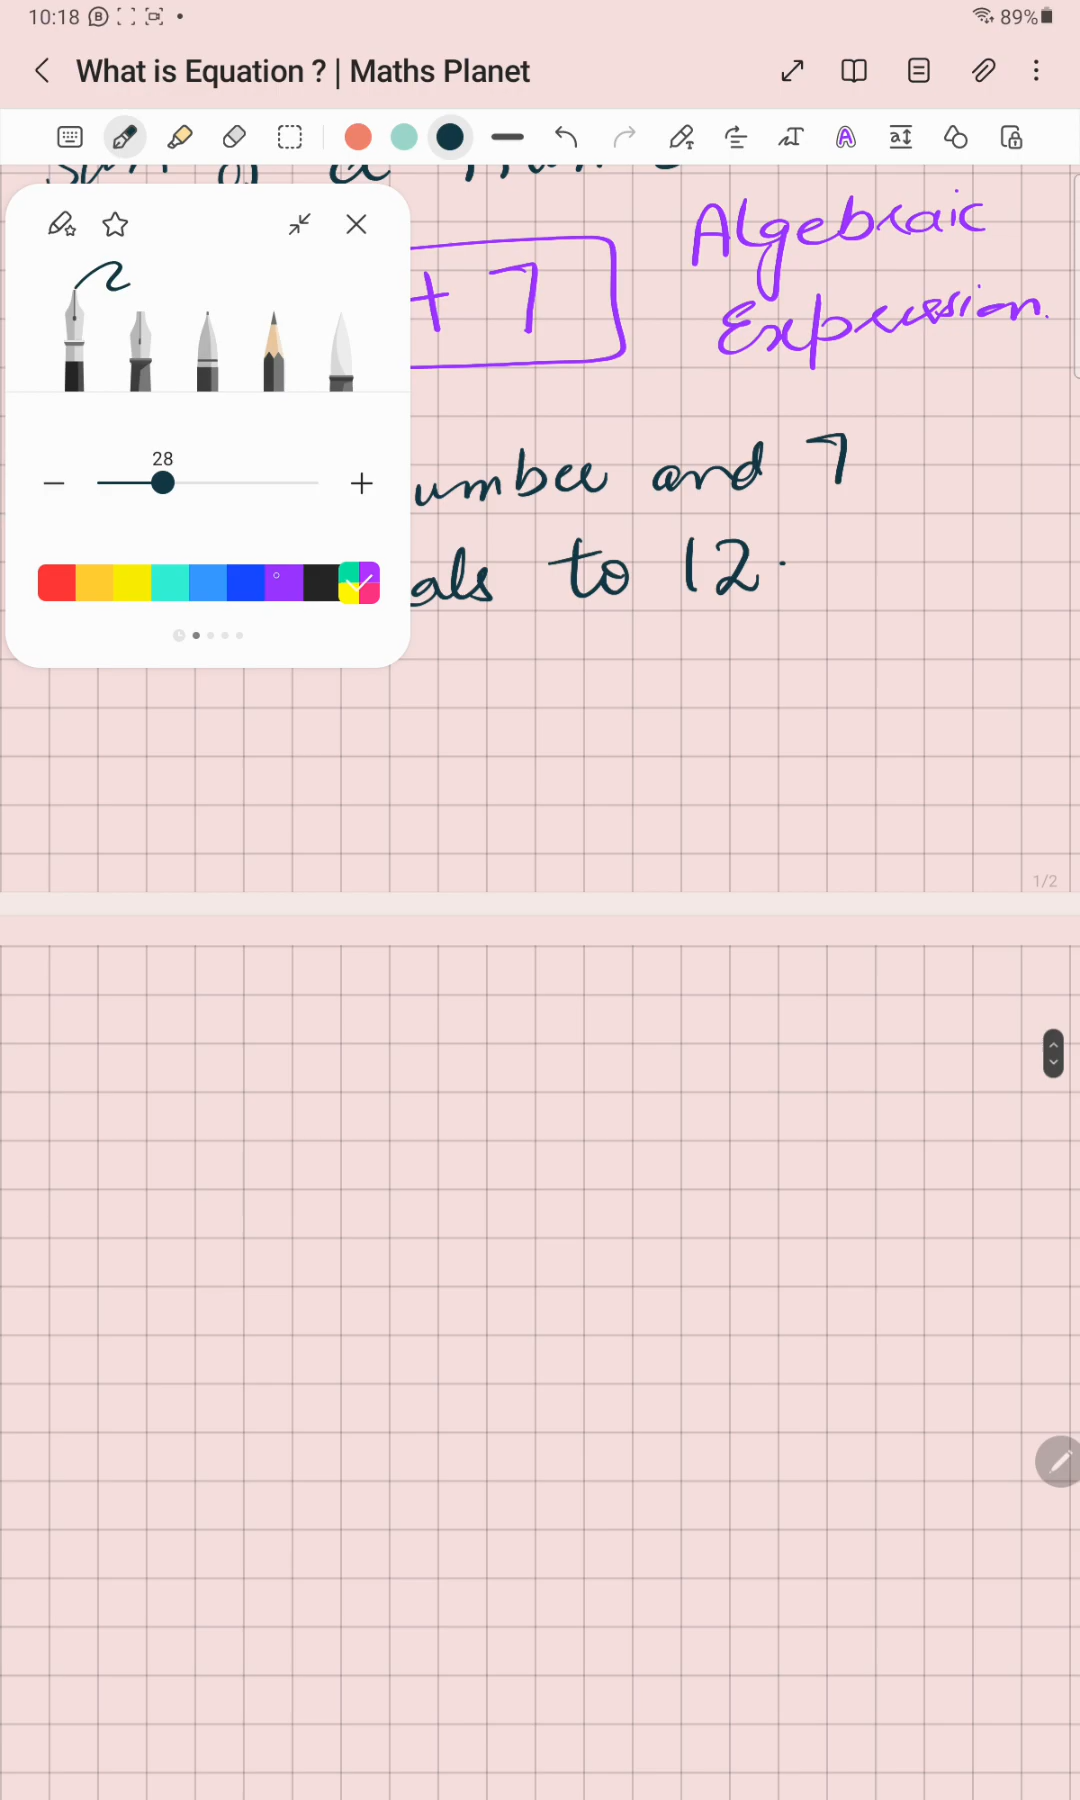 10:18 89%
What is Equation ? | Maths Planet
of a
+ 7
Algebraic
Expression.
28
umber and 7
als to 12.
1/2